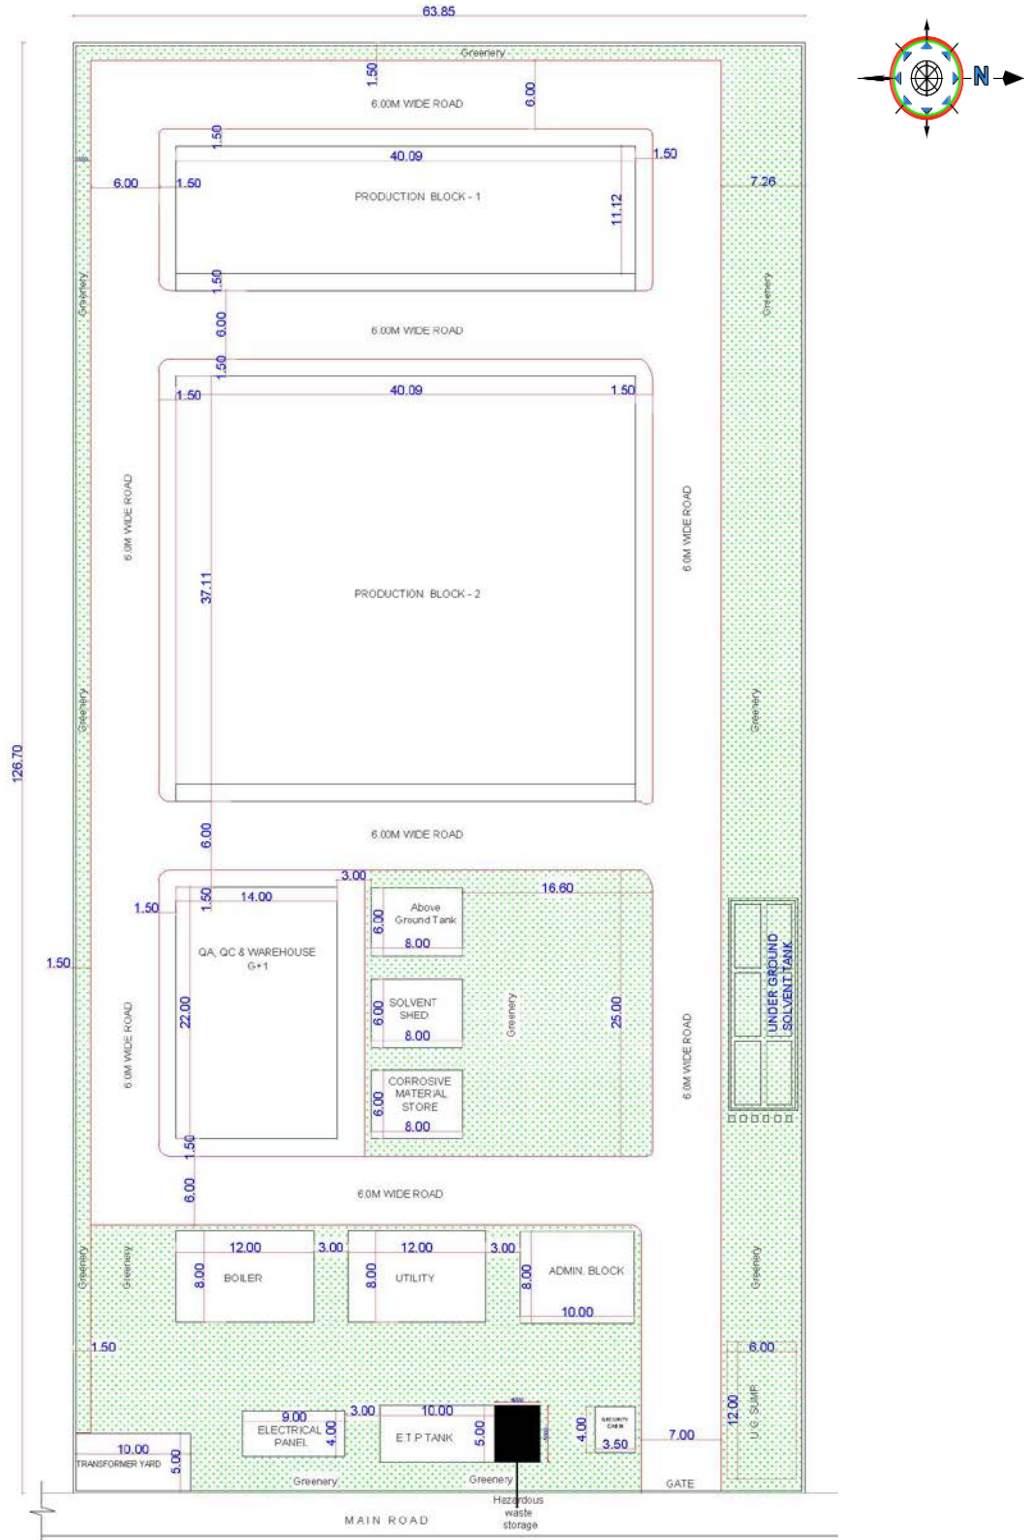 63.85
Greenery
1.50
6.00
N
6.00M WIDE ROAD
1.50
40.09
1.50
6.00
1.50
7.26
PRODUCTION BLOCK - 1
11.12
Greenery
Greenery
1.50
6.00
6.00M WIDE ROAD
1.50
1.50
40.09
1.50
6.0M WIDE ROAD
6.0M WIDE ROAD
37.11
PRODUCTION BLOCK - 2
Greenery
Greenery
126.70
6.00
6.00M WIDE ROAD
3.00
1.50
1.50
14.00
16.60
Above
Ground Tank
6.00
8.00
QA, QC & WAREHOUSE
G+1
1.50
22.00
SOLVENT
SHED
6.00
8.00
Greenery
25.00
UNDER GROUND
SOLVENT TANK
6.0M WIDE ROAD
6.0M WIDE ROAD
CORROSIVE
MATERIAL
STORE
6.00
8.00
1.50
6.00
6.0M WIDE ROAD
Greenery
Greenery
12.00
3.00
12.00
3.00
8.00
BOILER
8.00
UTILITY
8.00
ADMIN. BLOCK
10.00
Greenery
1.50
6.00
12.00
U.G. SUMP
9.00
ELECTRICAL
PANEL
4.00
3.00
10.00
E.T.P TANK
5.00
4.00
SECURITY
CABIN
3.50
7.00
10.00
TRANSFORMER YARD
5.00
Greenery
Greenery
GATE
Hazardous
waste
storage
MAIN ROAD